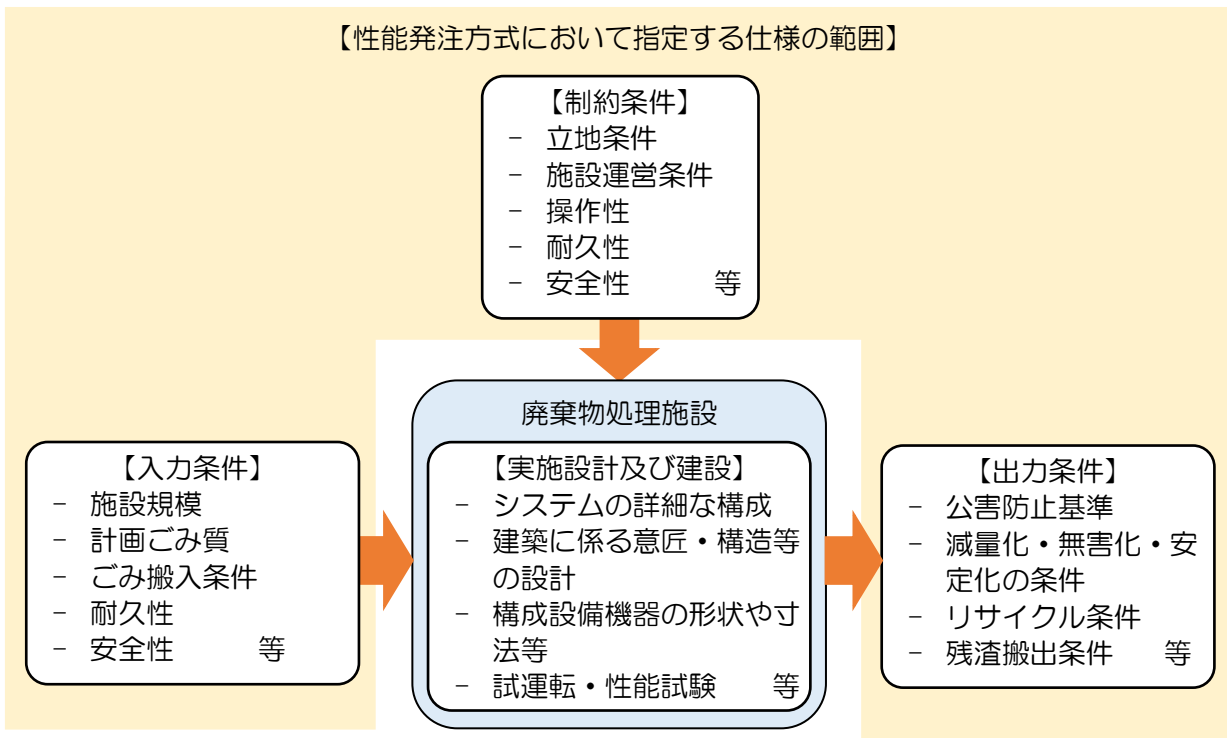 【性能発注方式において指定する仕様の範囲】
【制約条件】
- 立地条件
- 施設運営条件
- 操作性
- 耐久性
- 安全性 等
廃棄物処理施設
【入力条件】
- 施設規模
- 計画ごみ質
- ごみ搬入条件
- 耐久性
- 安全性 等
【実施設計及び建設】
- システムの詳細な構成
- 建築に係る意匠・構造等
の設計
- 構成設備機器の形状や寸
法等
- 試運転・性能試験 等
【出力条件】
- 公害防止基準
- 減量化・無害化・安
定化の条件
- リサイクル条件
- 残渣搬出条件 等